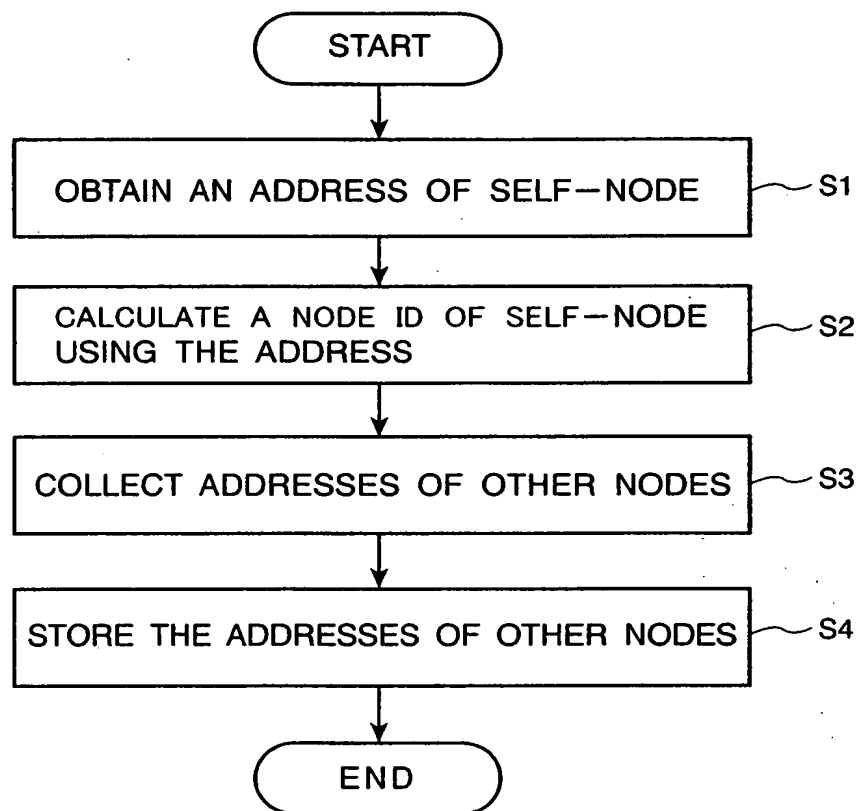 START
OBTAIN AN ADDRESS OF SELF-NODE
S1
CALCULATE A NODE ID OF SELF-NODE
USING THE ADDRESS
S2
COLLECT ADDRESSES OF OTHER NODES
S3
STORE THE ADDRESSES OF OTHER NODES
S4
END